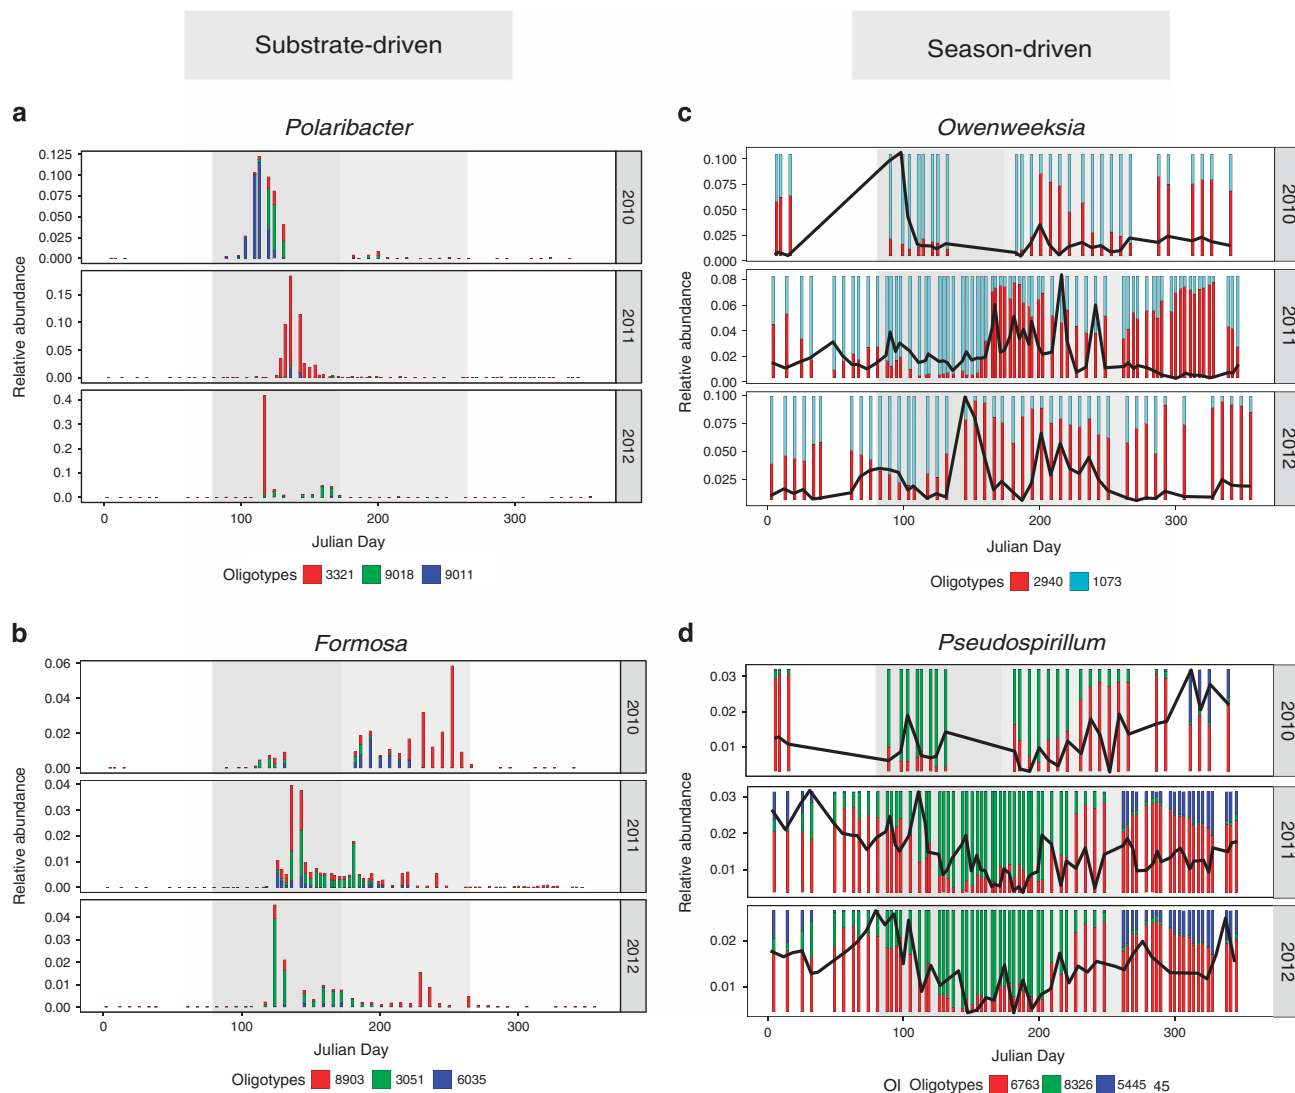 Substrate-driven
Season-driven
a
Polaribacter
0.125
0.100
0.075
0.050
0.025
0.000
2010
0.15
0.10
0.05
0.00
2011
0.4
0.3
0.2
0.1
0.0
2012
Relative abundance
0 100 200 300
Julian Day
Oligotypes 3321 9018 9011
b
Formosa
0.06
0.04
0.02
0.00
2010
0.04
0.03
0.02
0.01
0.00
2011
0.04
0.03
0.02
0.01
0.00
2012
Relative abundance
0 100 200 300
Julian Day
Oligotypes 8903 3051 6035
c
Owenweeksia
0.100
0.075
0.050
0.025
0.000
2010
0.08
0.06
0.04
0.02
0.00
2011
0.100
0.075
0.050
0.025
2012
Relative abundance
0 100 200 300
Julian Day
Oligotypes 2940 1073
d
Pseudospirillum
0.03
0.02
0.01
2010
0.03
0.02
0.01
2011
0.02
0.01
2012
Relative abundance
0 100 200 300
Julian Day
Ol Oligotypes 6763 8326 5445 45